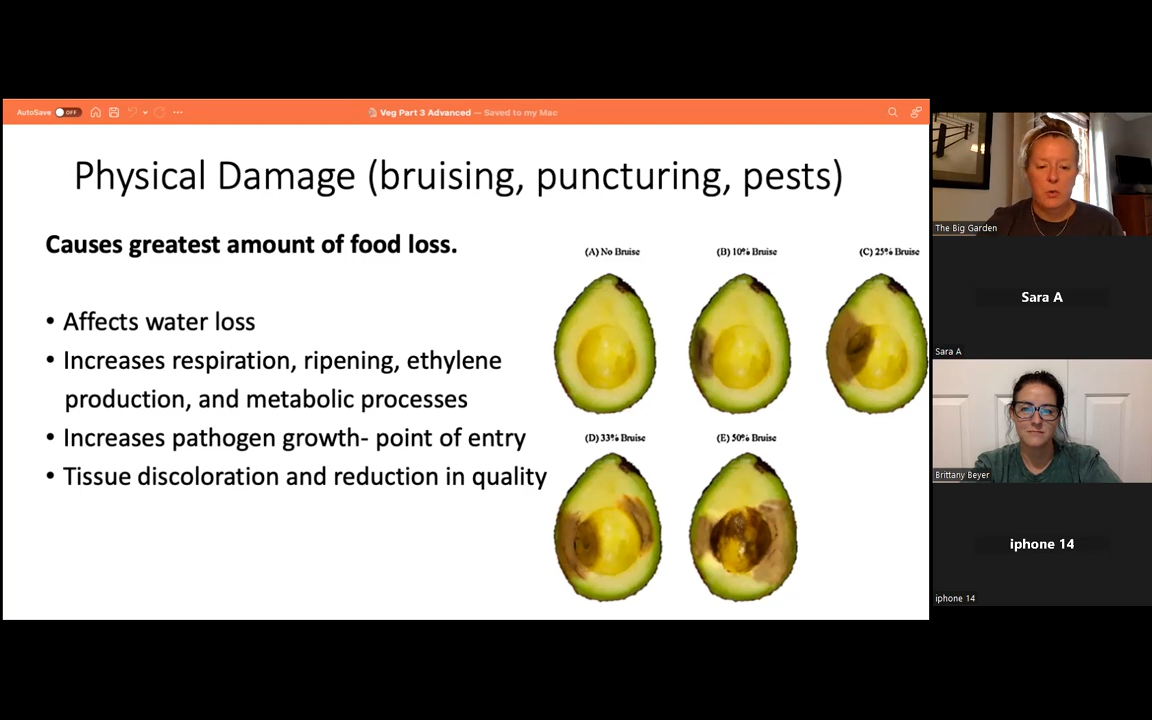 AutoSave OFF
Veg Part 3 Advanced — Saved to my Mac
Physical Damage (bruising, puncturing, pests)
Causes greatest amount of food loss.
• Affects water loss
• Increases respiration, ripening, ethylene
production, and metabolic processes
• Increases pathogen growth- point of entry
• Tissue discoloration and reduction in quality
(A) No Bruise
(B) 10% Bruise
(C) 25% Bruise
(D) 33% Bruise
(E) 50% Bruise
The Big Garden
Sara A
Sara A
Brittany Beyer
iphone 14
iphone 14